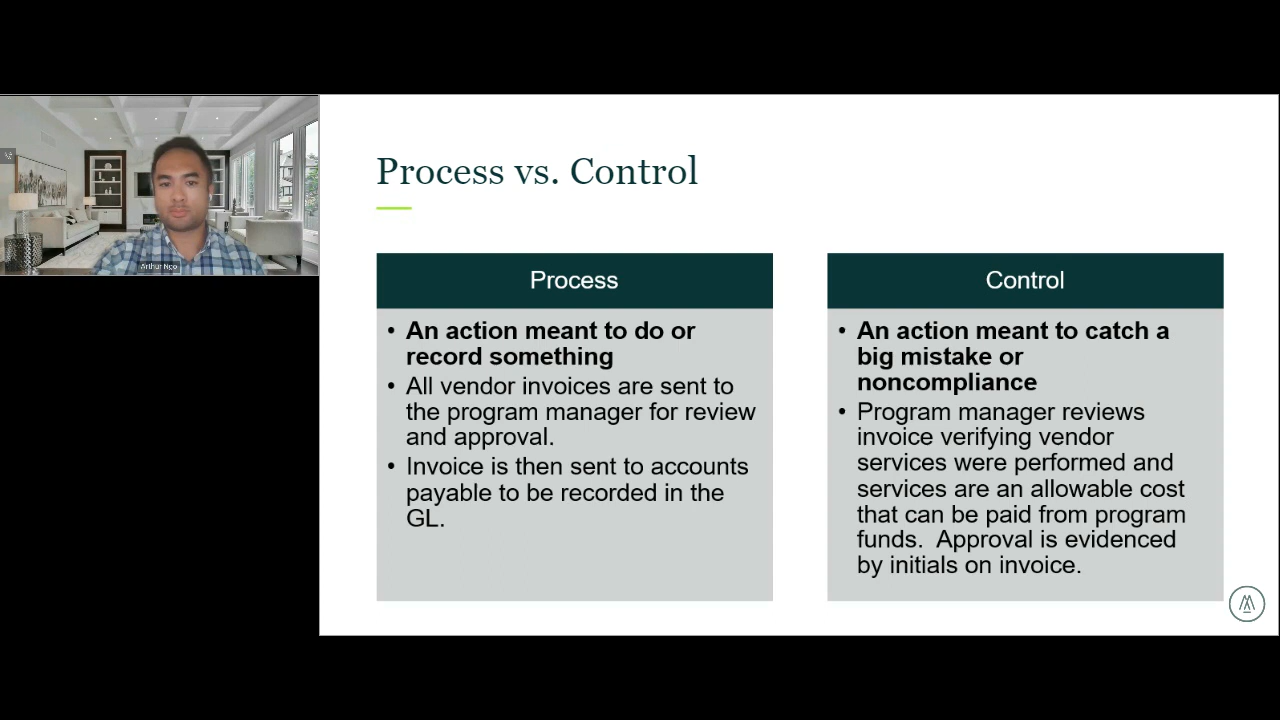 Arthur Ngo
Process vs. Control
Process
• An action meant to do or
record something
• All vendor invoices are sent to
the program manager for review
and approval.
• Invoice is then sent to accounts
payable to be recorded in the
GL.
Control
• An action meant to catch a
big mistake or
noncompliance
• Program manager reviews
invoice verifying vendor
services were performed and
services are an allowable cost
that can be paid from program
funds.  Approval is evidenced
by initials on invoice.